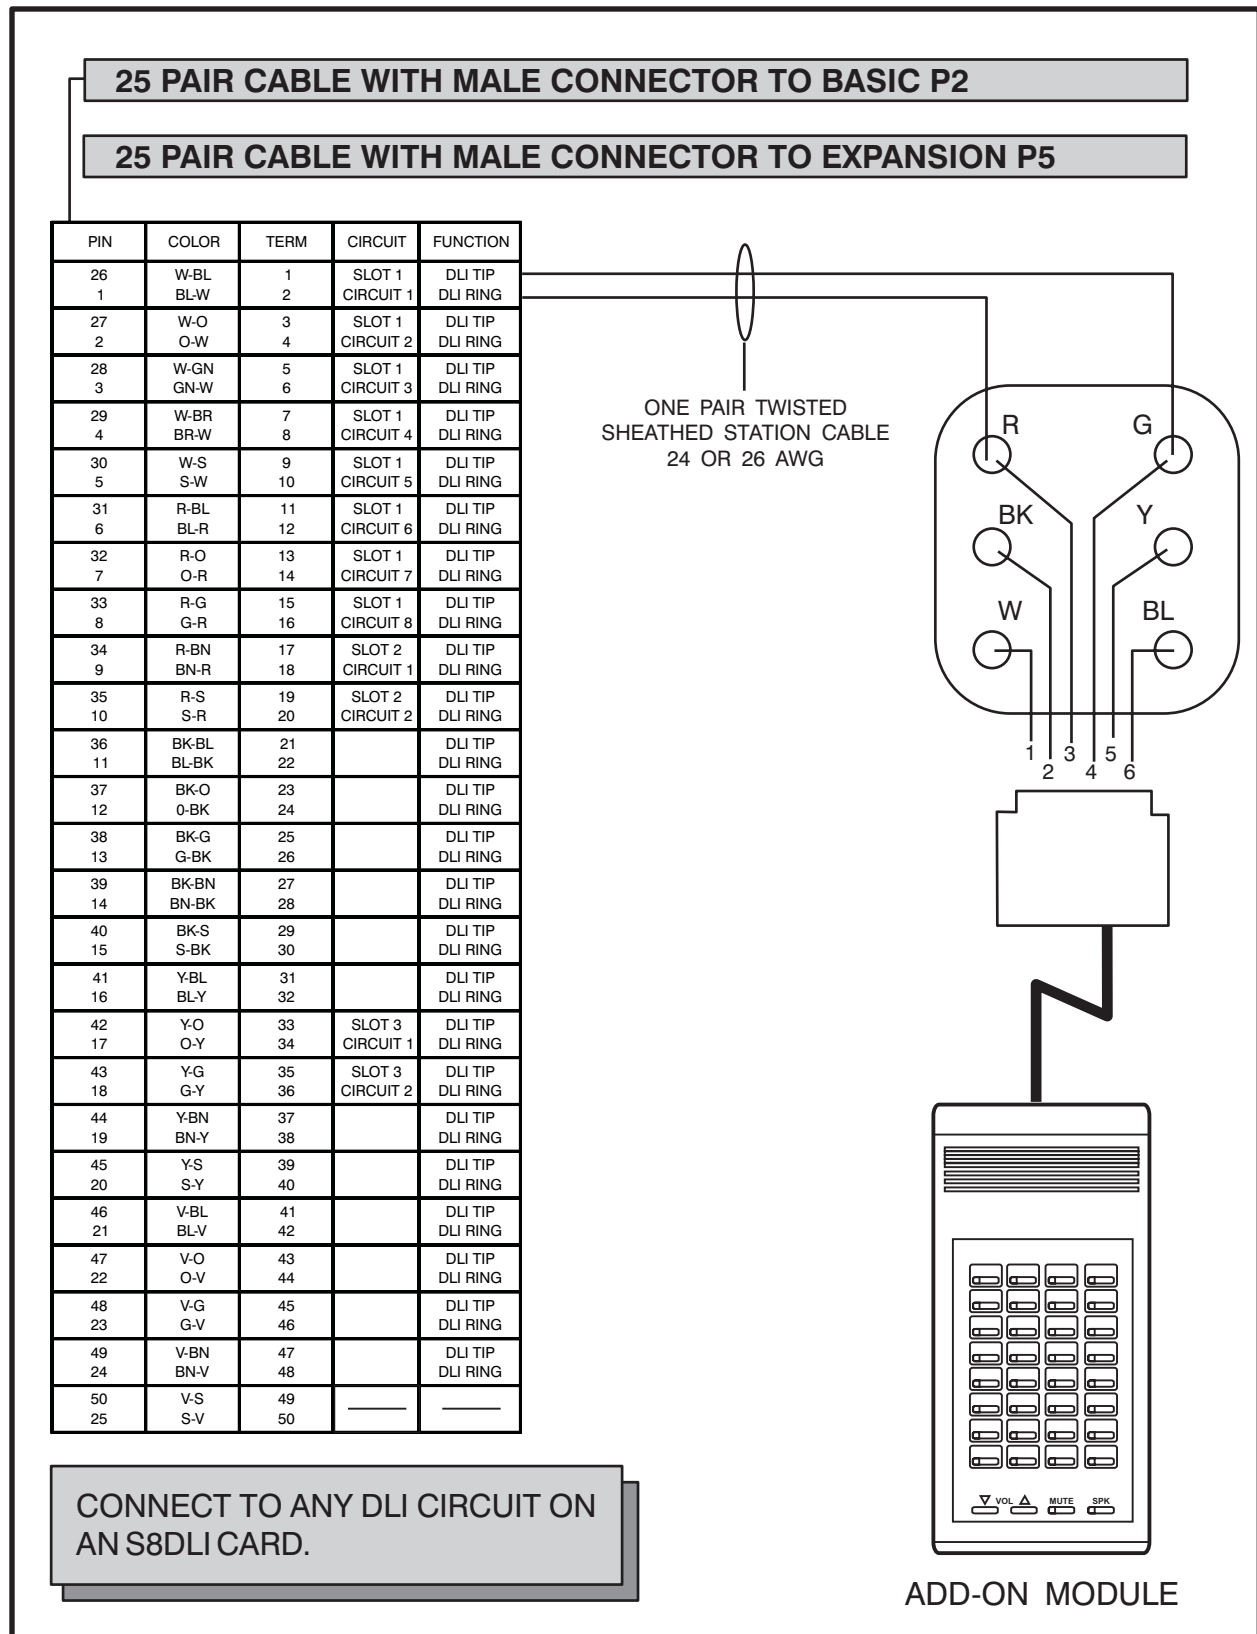 25 PAIR CABLE WITH MALE CONNECTOR TO BASIC P2
25 PAIR CABLE WITH MALE CONNECTOR TO EXPANSION P5
PIN COLOR TERM CIRCUIT FUNCTION
26 W-BL 1 SLOT 1 DLI TIP
1 BL-W 2 CIRCUIT 1 DLI RING
27 W-O 3 SLOT 1 DLI TIP
2 O-W 4 CIRCUIT 2 DLI RING
28 W-GN 5 SLOT 1 DLI TIP
3 GN-W 6 CIRCUIT 3 DLI RING
29 W-BR 7 SLOT 1 DLI TIP
4 BR-W 8 CIRCUIT 4 DLI RING
30 W-S 9 SLOT 1 DLI TIP
5 S-W 10 CIRCUIT 5 DLI RING
31 R-BL 11 SLOT 1 DLI TIP
6 BL-R 12 CIRCUIT 6 DLI RING
32 R-O 13 SLOT 1 DLI TIP
7 O-R 14 CIRCUIT 7 DLI RING
33 R-G 15 SLOT 1 DLI TIP
8 G-R 16 CIRCUIT 8 DLI RING
34 R-BN 17 SLOT 2 DLI TIP
9 BN-R 18 CIRCUIT 1 DLI RING
35 R-S 19 SLOT 2 DLI TIP
10 S-R 20 CIRCUIT 2 DLI RING
36 BK-BL 21 DLI TIP
11 BL-BK 22 DLI RING
37 BK-O 23 DLI TIP
12 0-BK 24 DLI RING
38 BK-G 25 DLI TIP
13 G-BK 26 DLI RING
39 BK-BN 27 DLI TIP
14 BN-BK 28 DLI RING
40 BK-S 29 DLI TIP
15 S-BK 30 DLI RING
41 Y-BL 31 DLI TIP
16 BL-Y 32 DLI RING
42 Y-O 33 SLOT 3 DLI TIP
17 O-Y 34 CIRCUIT 1 DLI RING
43 Y-G 35 SLOT 3 DLI TIP
18 G-Y 36 CIRCUIT 2 DLI RING
44 Y-BN 37 DLI TIP
19 BN-Y 38 DLI RING
45 Y-S 39 DLI TIP
20 S-Y 40 DLI RING
46 V-BL 41 DLI TIP
21 BL-V 42 DLI RING
47 V-O 43 DLI TIP
22 O-V 44 DLI RING
48 V-G 45 DLI TIP
23 G-V 46 DLI RING
49 V-BN 47 DLI TIP
24 BN-V 48 DLI RING
50 V-S 49
25 S-V 50
ONE PAIR TWISTED
SHEATHED STATION CABLE
24 OR 26 AWG
R G
BK Y
W BL
1 2 3 4 5 6
VOL MUTE SPK
ADD-ON MODULE
CONNECT TO ANY DLI CIRCUIT ON
AN S8DLI CARD.